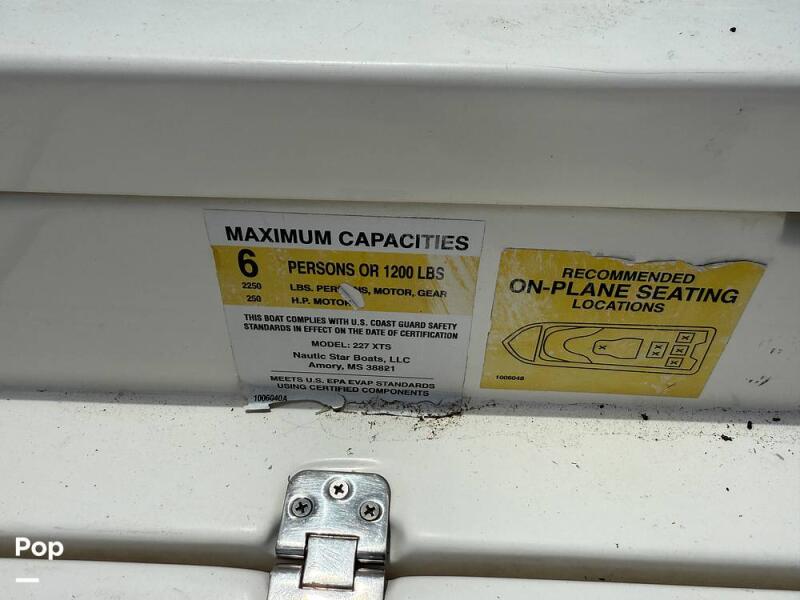 MAXIMUM CAPACITIES
6 PERSONS OR 1200 LBS
2250 LBS. MOTOR, GEAR
250 H.P. MOTOR
THIS BOAT COMPLIES WITH U.S. COAST GUARD SAFETY
STANDARDS IN EFFECT ON THE DATE OF CERTIFICATION
MODEL: 227 XTS
Nautic Star Boats, LLC
Amory, MS 38821
MEETS U.S. EPA EVAP STANDARDS
USING CERTIFIED COMPONENTS
1006040A
RECOMMENDED
ON-PLANE SEATING
LOCATIONS
1006048
Pop